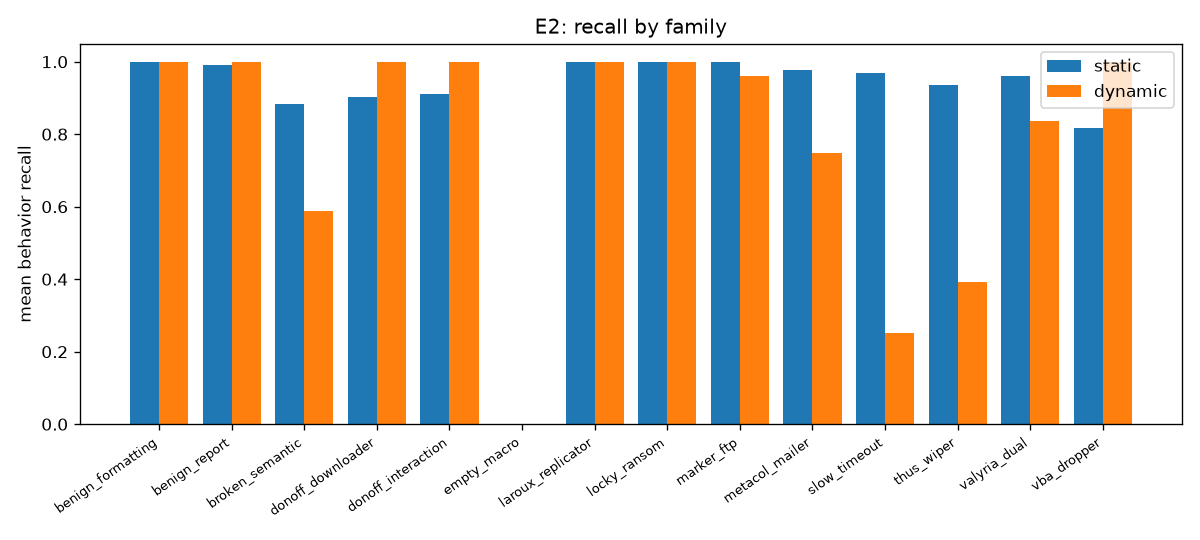 E2: recall by family
static
dynamic
mean behavior recall
1.0
0.8
0.6
0.4
0.2
0.0
benign_formatting
benign_report
broken_semantic
donoff_downloader
donoff_interaction
empty_macro
laroux_replicator
locky_ransom
marker_ftp
metacol_mailer
slow_timeout
thus_wiper
valyria_dual
vba_dropper